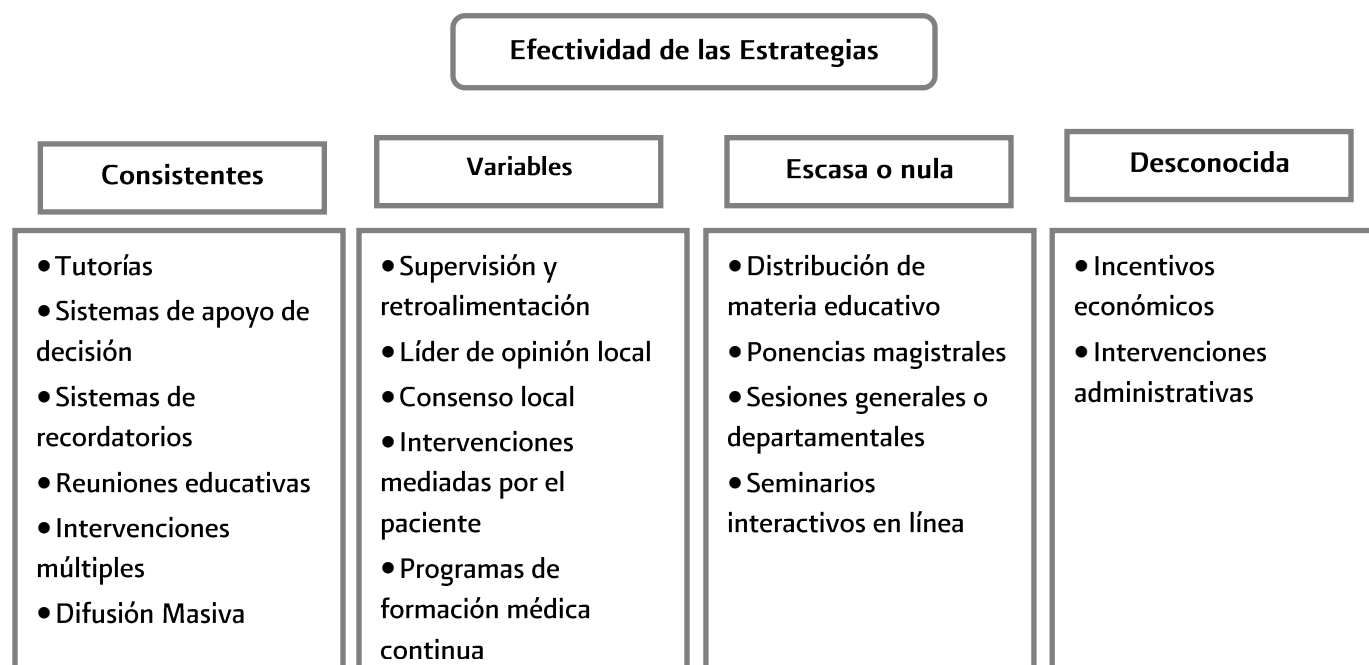 Efectividad de las Estrategias
Consistentes
• Tutorías
• Sistemas de apoyo de
decisión
• Sistemas de
recordatorios
• Reuniones educativas
• Intervenciones
múltiples
• Difusión Masiva
Variables
• Supervisión y
retroalimentación
• Líder de opinión local
• Consenso local
• Intervenciones
mediadas por el
paciente
• Programas de
formación médica
continua
Escasa o nula
• Distribución de
materia educativo
• Ponencias magistrales
• Sesiones generales o
departamentales
• Seminarios
interactivos en línea
Desconocida
• Incentivos
económicos
• Intervenciones
administrativas